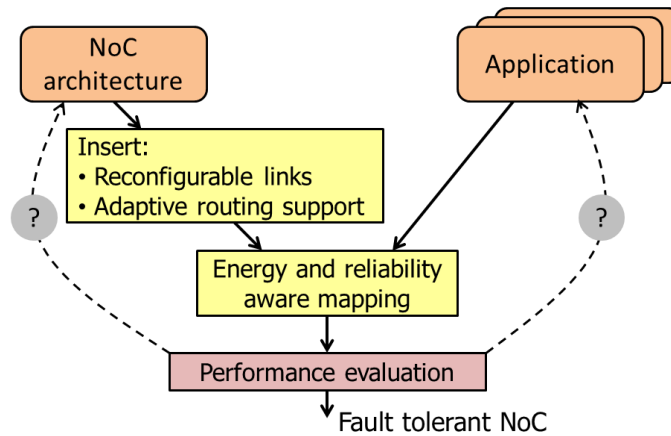 NoC
architecture
Application
Insert:
• Reconfigurable links
• Adaptive routing support
?
?
Energy and reliability
aware mapping
Performance evaluation
Fault tolerant NoC